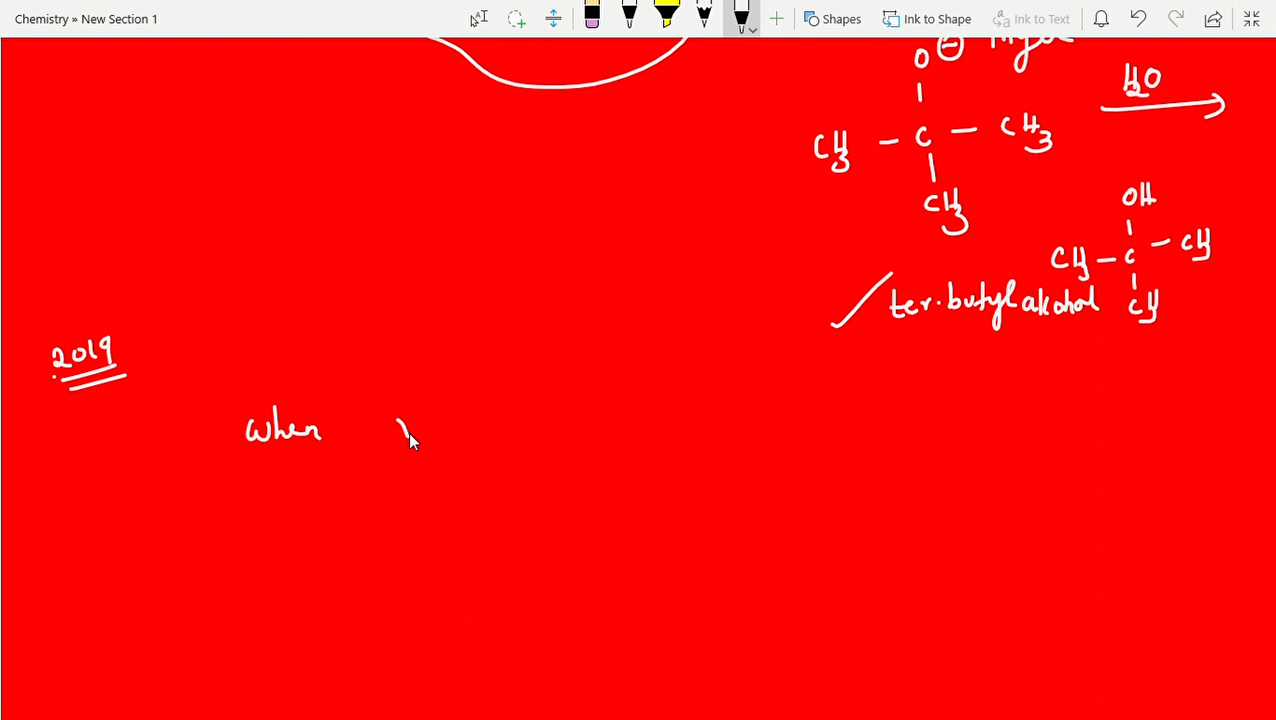 Chemistry » New Section 1
Shapes
Ink to Shape
Ink to Text
O ⊖
H2O
CH3 - C - CH3
CH3
OH
CH3 - C - CH3
CH3
ter.butyl alkohol
2019
when